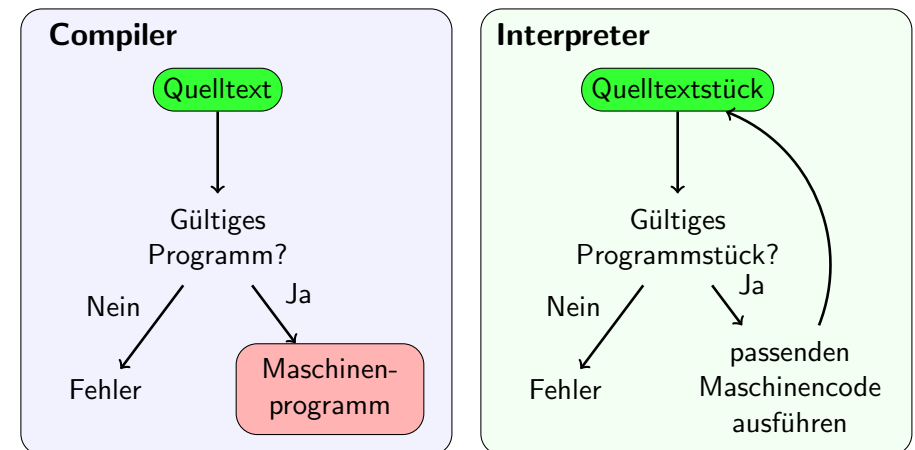 Compiler
Quelltext
Gültiges
Programm?
Nein
Ja
Fehler
Maschinen-
programm
Interpreter
Quelltextstück
Gültiges
Programmstück?
Nein
Ja
Fehler
passenden
Maschinencode
ausführen